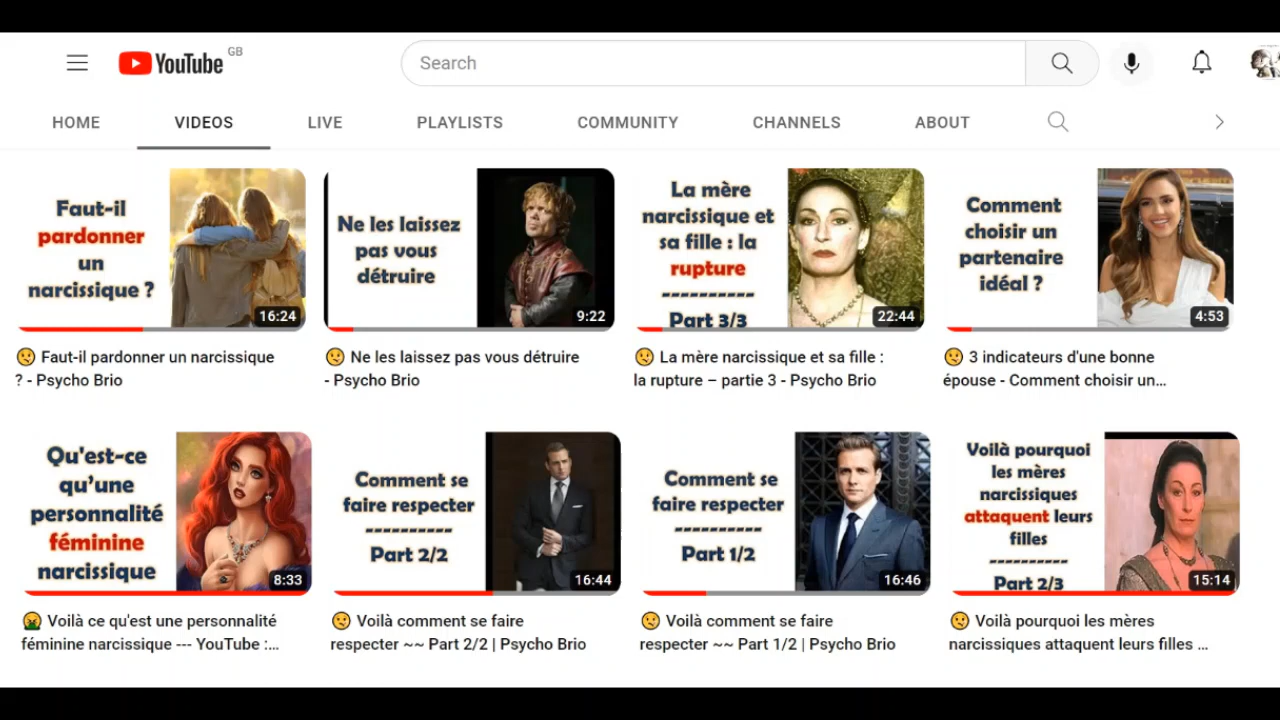 YouTube GB
Search
HOME
VIDEOS
LIVE
PLAYLISTS
COMMUNITY
CHANNELS
ABOUT
Faut-il
pardonner
un
narcissique ?
16:24
Ne les laissez
pas vous
détruire
9:22
La mère
narcissique et
sa fille : la
rupture
----------
Part 3/3
22:44
Comment
choisir un
partenaire
idéal ?
4:53
Faut-il pardonner un narcissique
? - Psycho Brio
Ne les laissez pas vous détruire
- Psycho Brio
La mère narcissique et sa fille :
la rupture – partie 3 - Psycho Brio
3 indicateurs d'une bonne
épouse - Comment choisir un...
Qu'est-ce
qu’une
personnalité
féminine
narcissique
8:33
Comment se
faire respecter
----------
Part 2/2
16:44
Comment se
faire respecter
----------
Part 1/2
16:46
Voilà pourquoi
les mères
narcissiques
attaquent leurs
filles
----------
Part 2/3
15:14
Voilà ce qu'est une personnalité
féminine narcissique --- YouTube :...
Voilà comment se faire
respecter ~~ Part 2/2 | Psycho Brio
Voilà comment se faire
respecter ~~ Part 1/2 | Psycho Brio
Voilà pourquoi les mères
narcissiques attaquent leurs filles ...